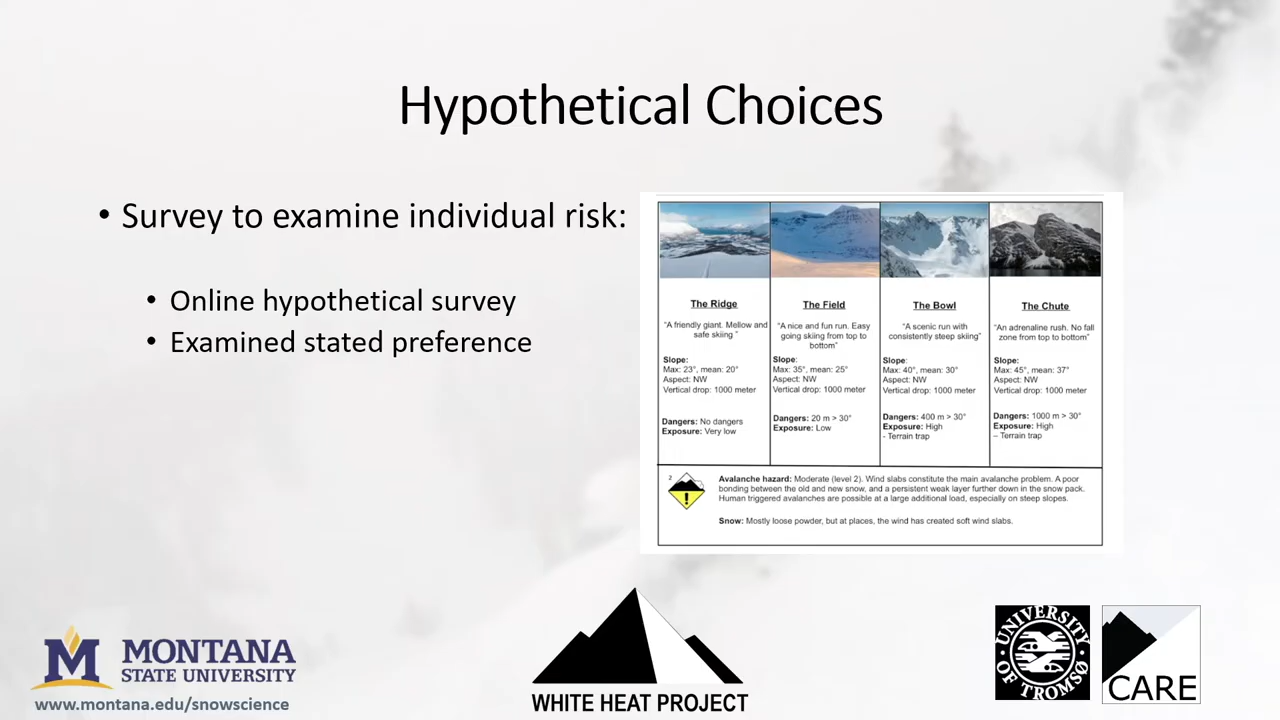 Hypothetical Choices
• Survey to examine individual risk:
• Online hypothetical survey
• Examined stated preference
The Ridge
“A friendly giant. Mellow and
safe skiing ”
Slope:
Max: 23°, mean: 20°
Aspect: NW
Vertical drop: 1000 meter
Dangers: No dangers
Exposure: Very low
The Field
“A nice and fun run. Easy
going skiing from top to
bottom”
Slope:
Max: 35°, mean: 25°
Aspect: NW
Vertical drop: 1000 meter
Dangers: 20 m > 30°
Exposure: Low
The Bowl
“A scenic run with
consistently steep skiing”
Slope:
Max: 40°, mean: 30°
Aspect: NW
Vertical drop: 1000 meter
Dangers: 400 m > 30°
Exposure: High
- Terrain trap
The Chute
“An adrenaline rush. No fall
zone from top to bottom”
Slope:
Max: 45°, mean: 37°
Aspect: NW
Vertical drop: 1000 meter
Dangers: 1000 m > 30°
Exposure: High
– Terrain trap
2
Avalanche hazard: Moderate (level 2). Wind slabs constitute the main avalanche problem. A poor
bonding between the old and new snow, and a persistent weak layer further down in the snow pack.
Human triggered avalanches are possible at a large additional load, especially on steep slopes.
Snow: Mostly loose powder, but at places, the wind has created soft wind slabs.
M MONTANA
STATE UNIVERSITY
www.montana.edu/snowscience
WHITE HEAT PROJECT
UNIVERSITY
OF TROMSØ
CARE